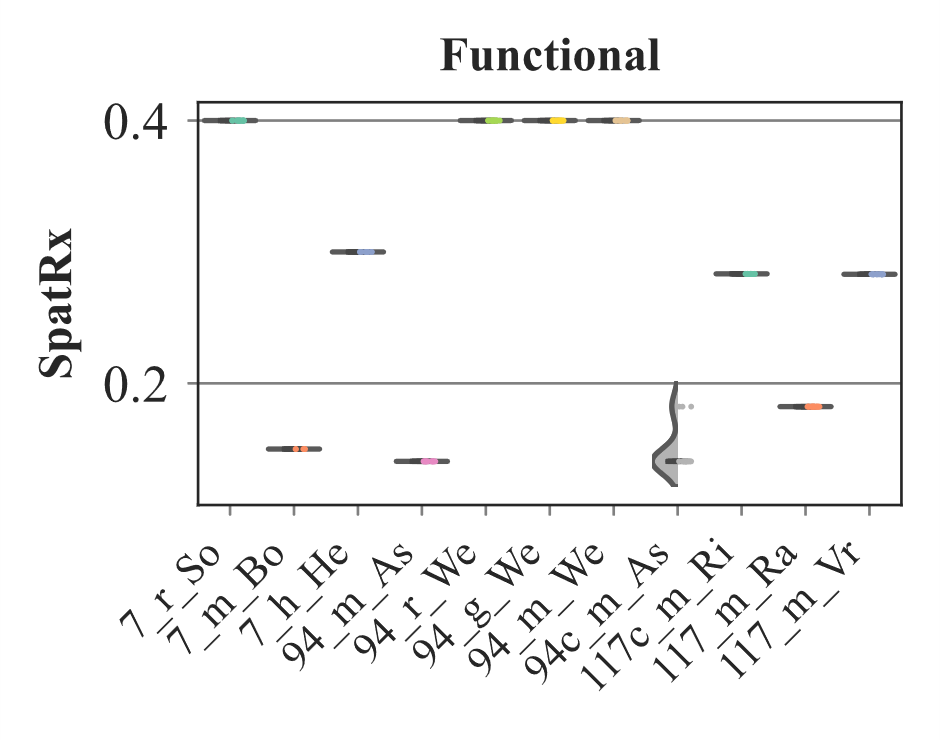 Functional
SpatRx
0.4
0.2
7_r_So
7_m_Bo
7_h_He
94_m_As
94_r_We
94_g_We
94_m_We
94c_m_As
117c_m_Ri
117_m_Ra
117_m_Vr